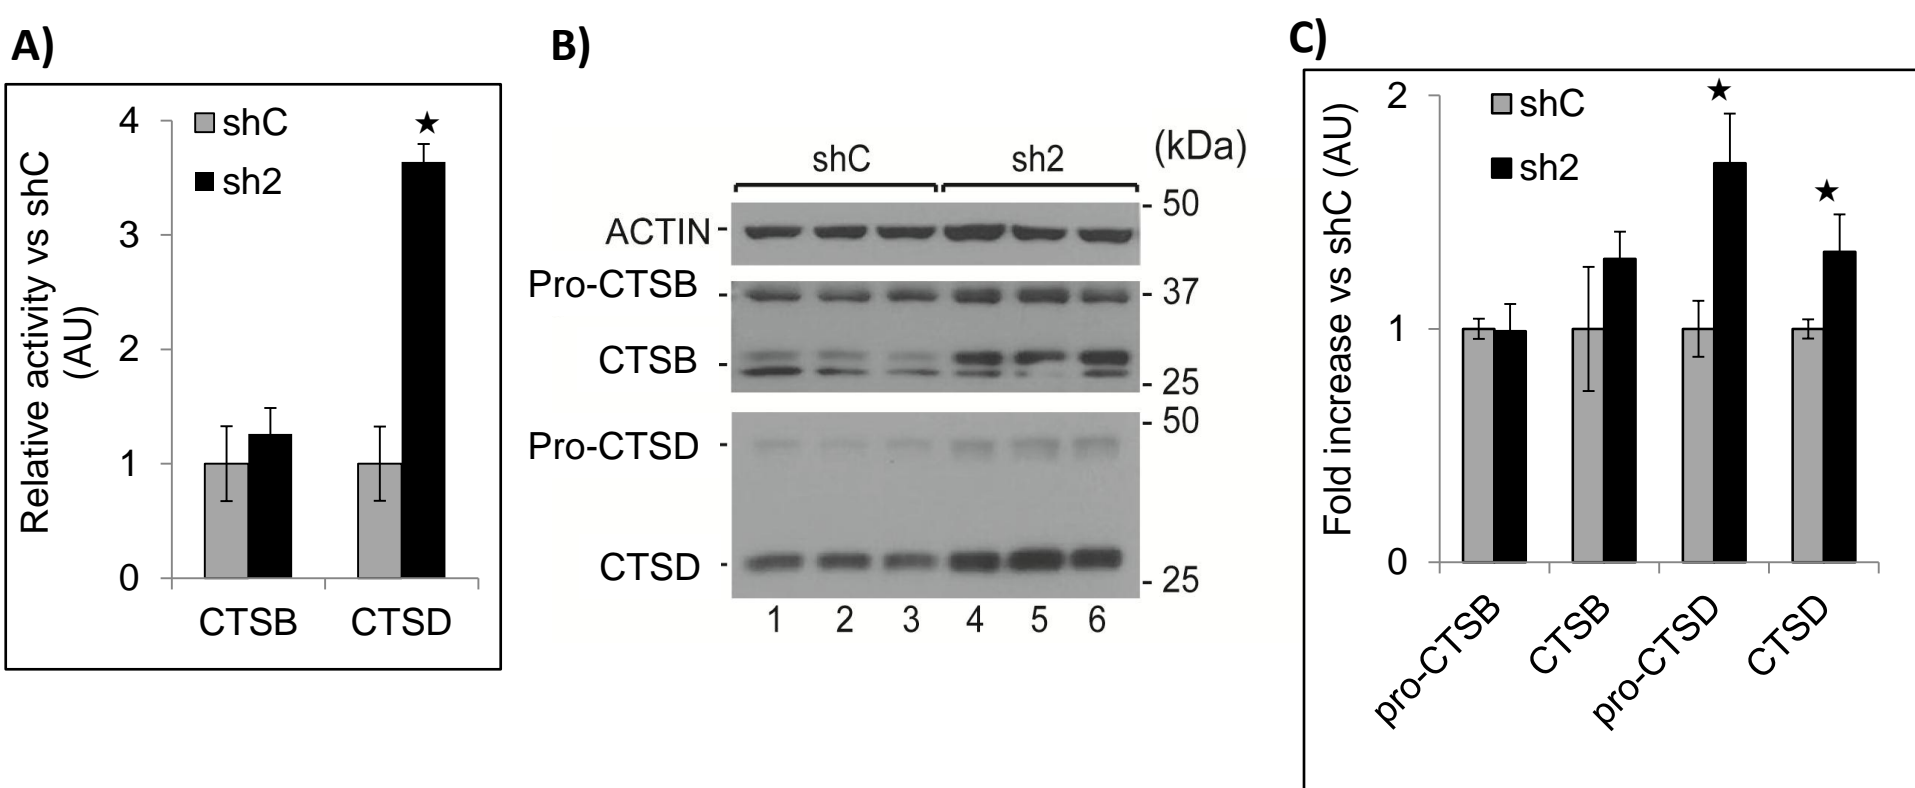 A)
Relative activity vs shC
(AU)
4
3
2
1
0
shC
sh2
★
CTSB
CTSD
B)
shC
sh2
(kDa)
ACTIN -
- 50
Pro-CTSB -
- 37
CTSB -
- 25
- 50
Pro-CTSD -
CTSD -
- 25
1 2 3 4 5 6
C)
Fold increase vs shC (AU)
2
1
0
shC
sh2
★
★
pro-CTSB
CTSB
pro-CTSD
CTSD